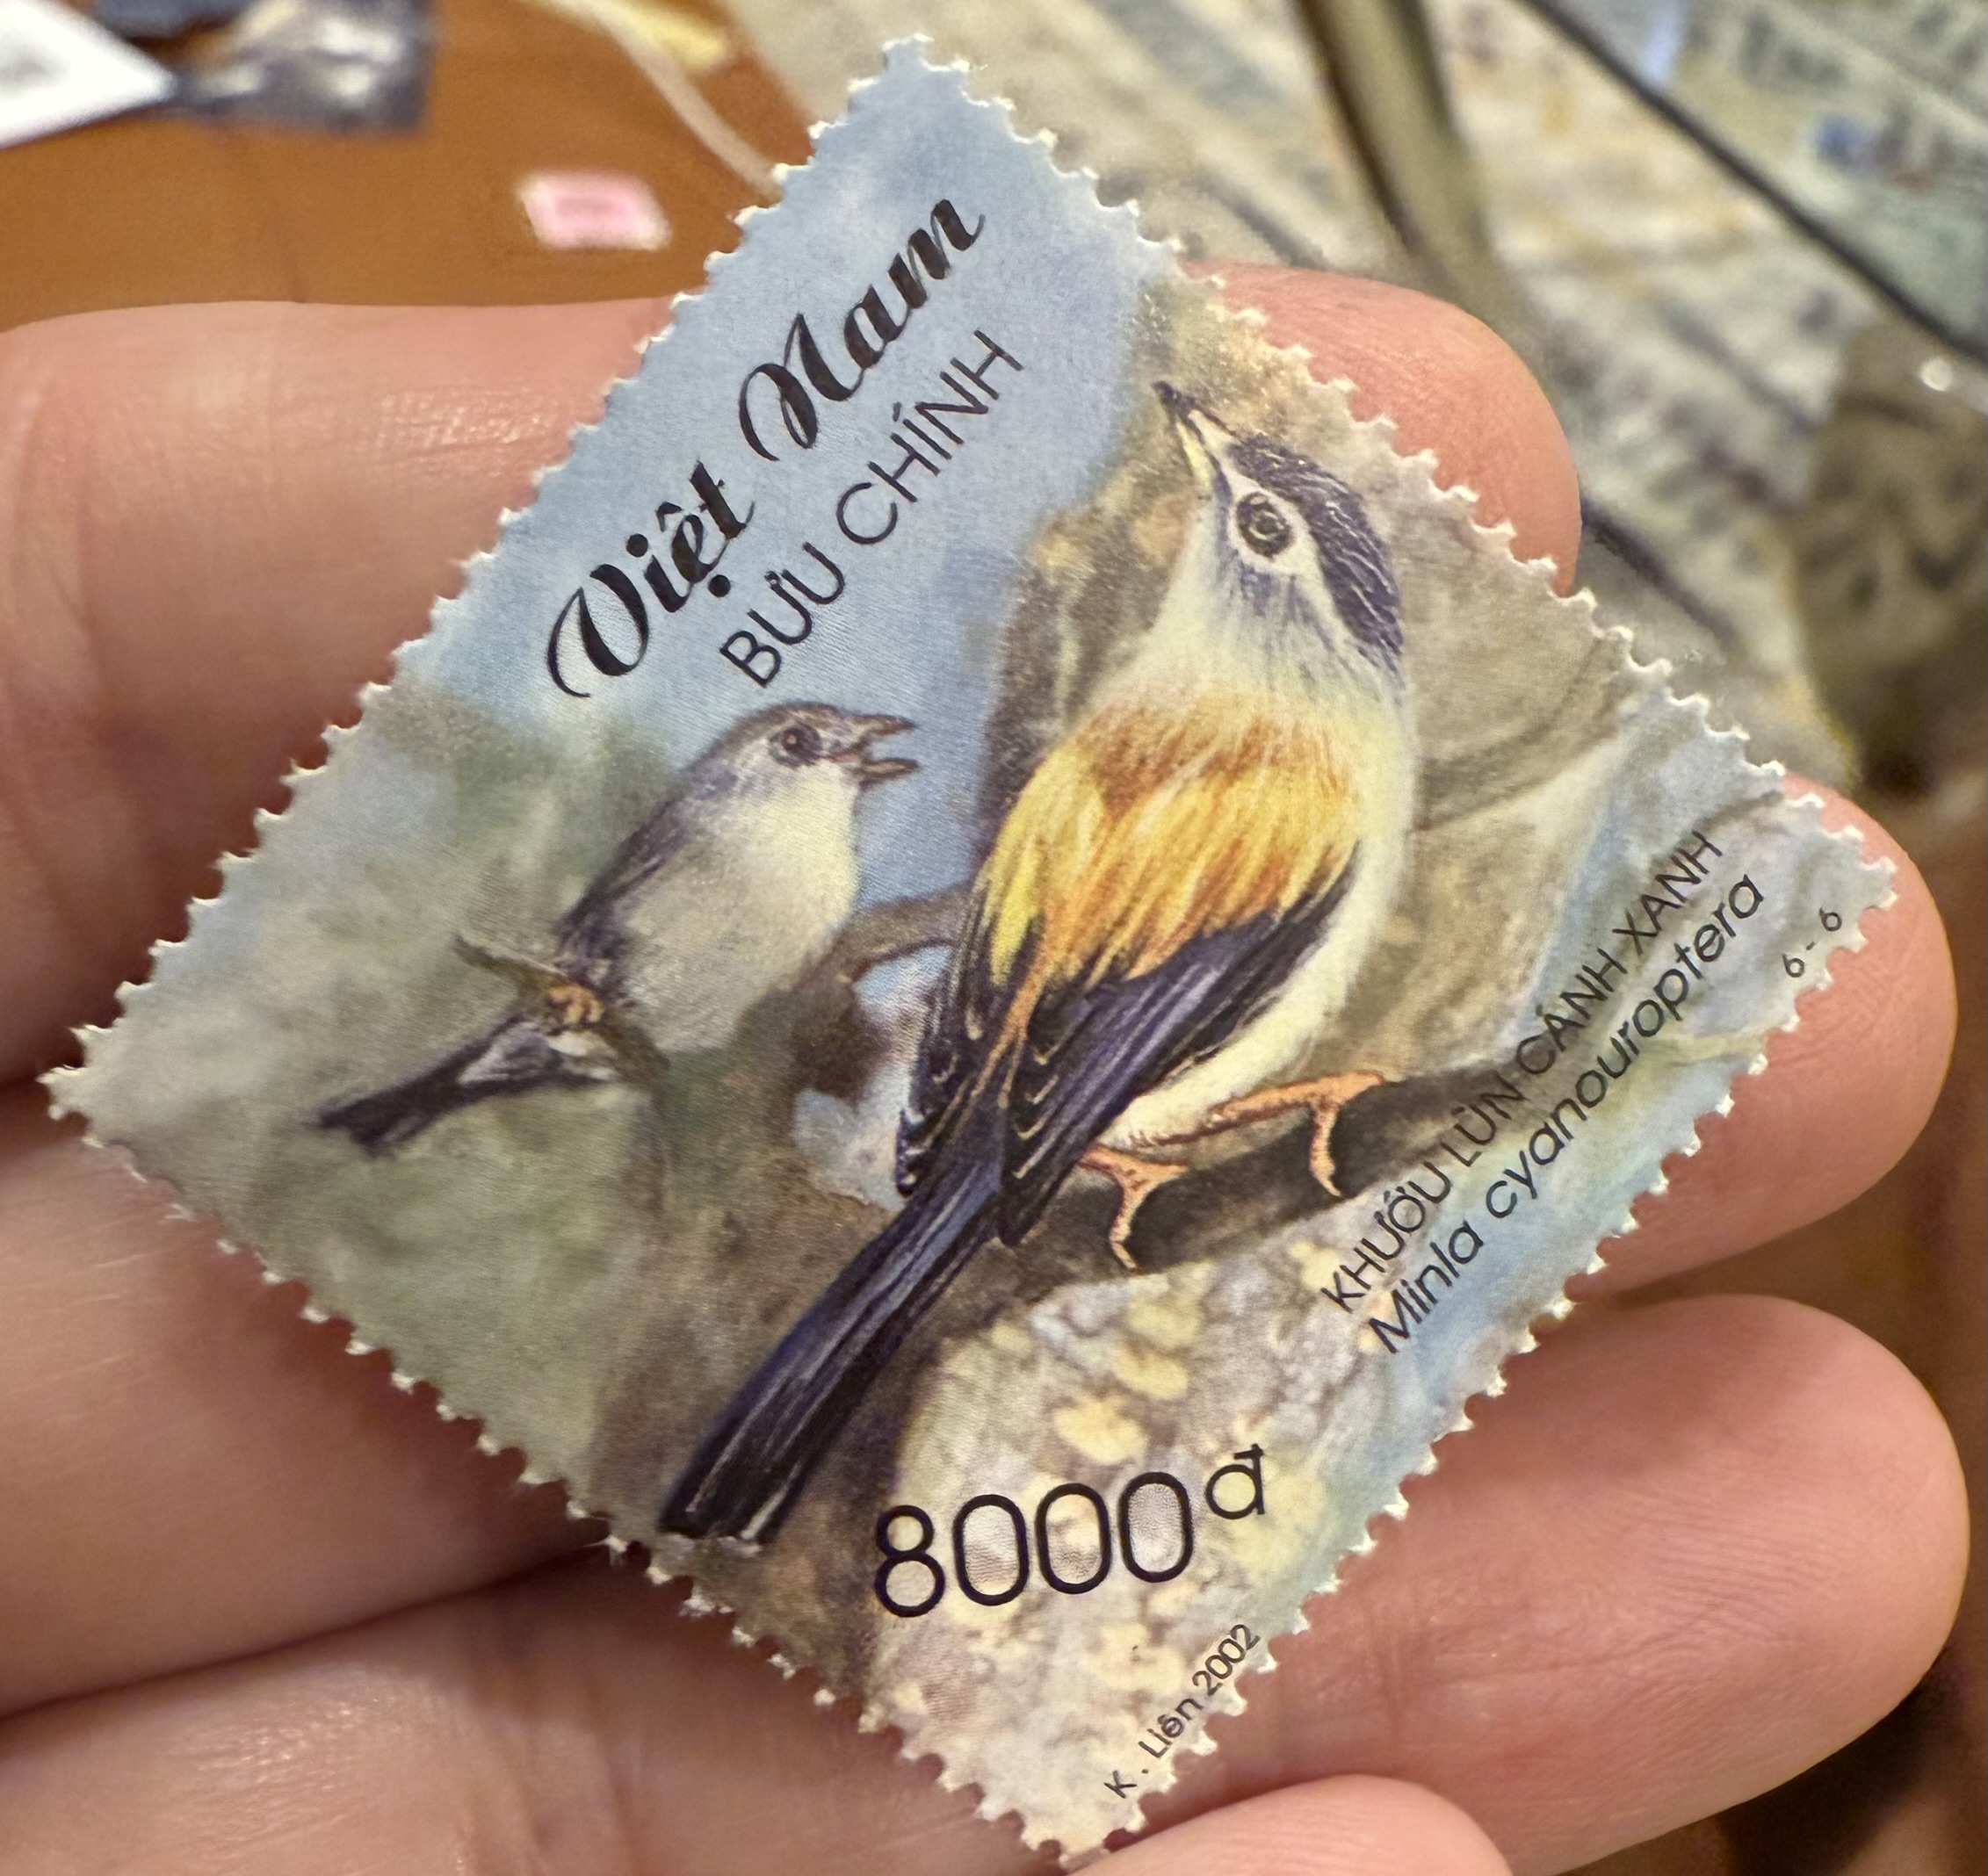 Việt Nam
BƯU CHÍNH
KHƯỚU LÙN CÁNH XANH
Minla cyanouroptera
6-6
8000đ
K. Liên 2002